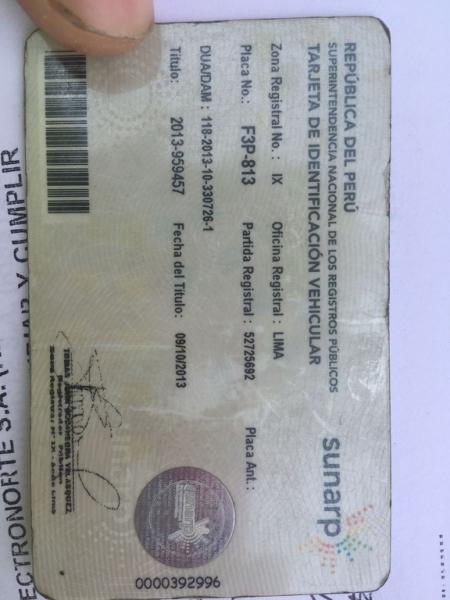 REPÚBLICA DEL PERÚ
SUPERINTENDENCIA NACIONAL DE LOS REGISTROS PÚBLICOS
TARJETA DE IDENTIFICACIÓN VEHICULAR
sunarp
Zona Registral No. : IX Oficina Registral : LIMA
Placa No.: F3P-813 Partida Registral : 52725692 Placa Ant. :
DUA/DAM : 118-2013-10-330726-1
Título: 2013-959457 Fecha del Título: 09/10/2013
VELASQUEZ
Registrador Público
Zona Registral N° IX - Sede Lima
0000392996
Y CUMPLIR
ECTRONORTE S.A.